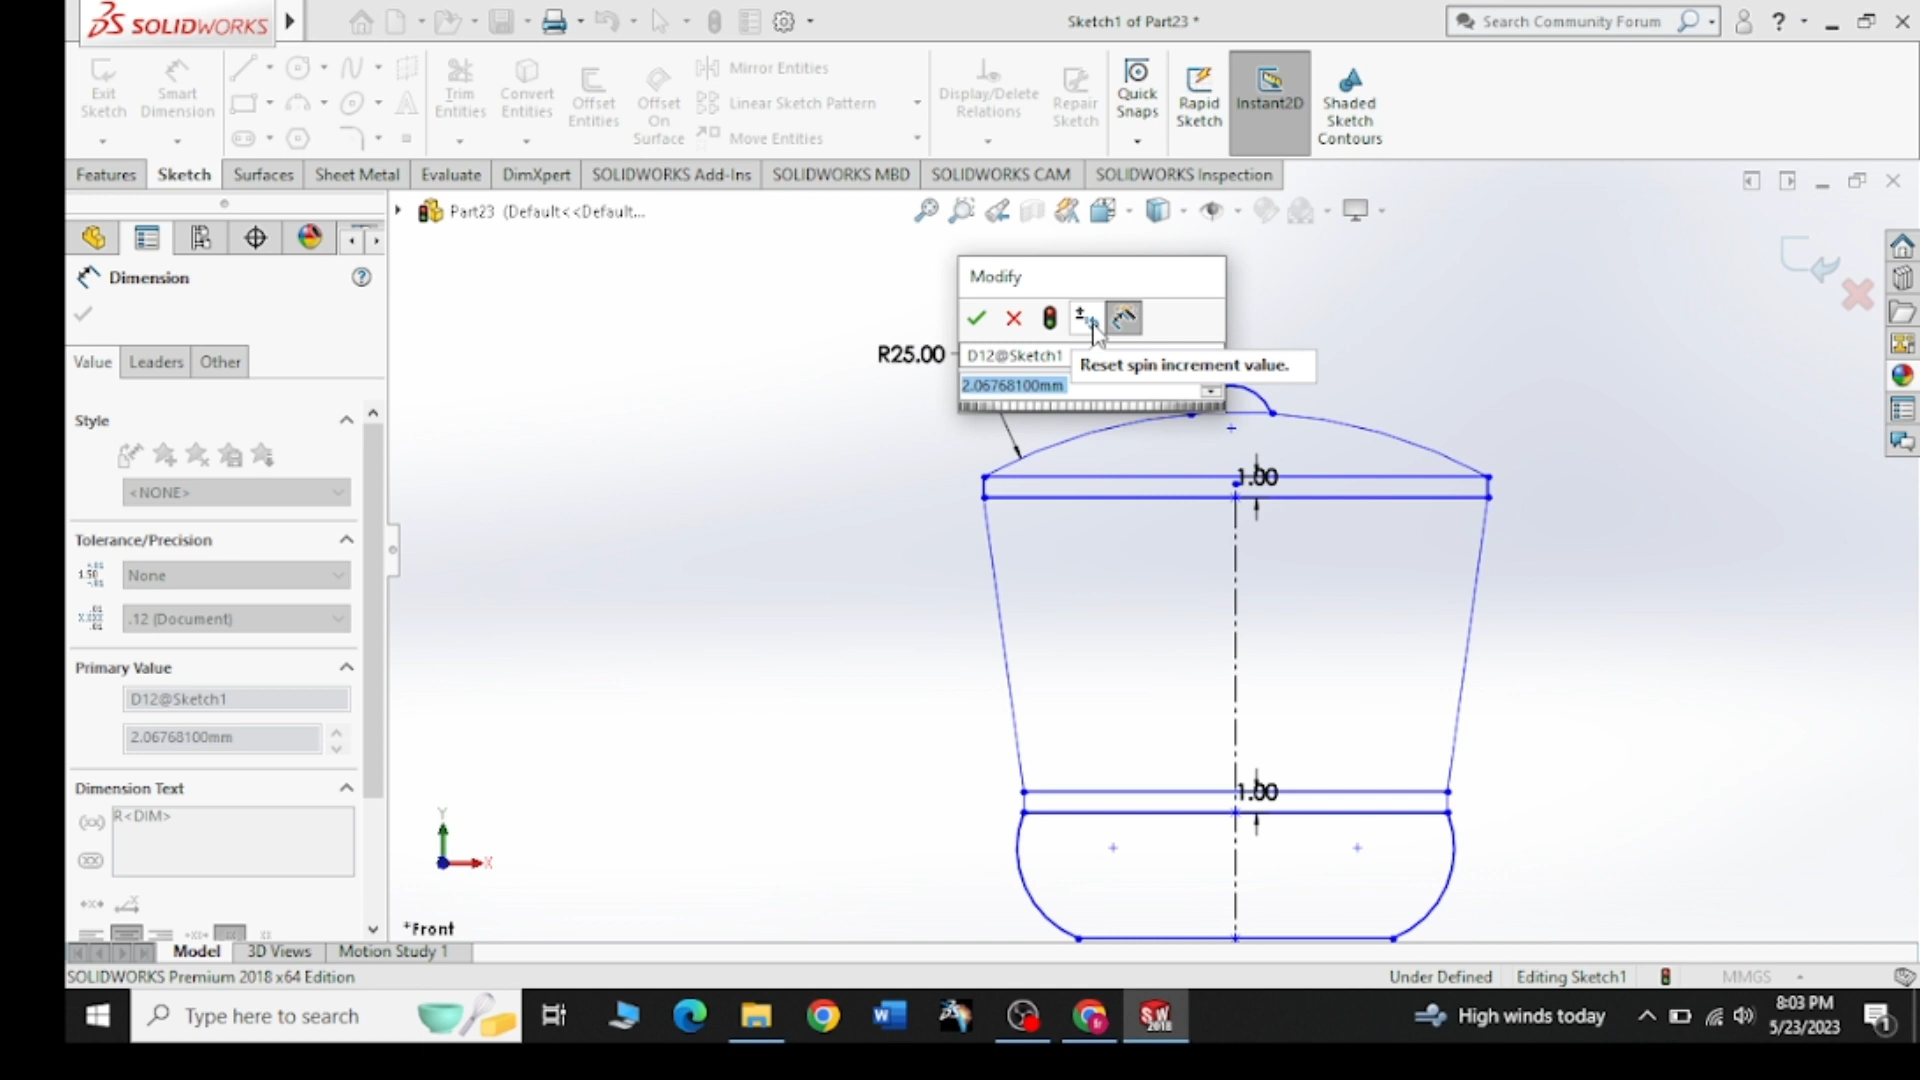 SOLIDWORKS
Sketch1 of Part23 *
Search Community Forum
?
Exit Sketch
Smart Dimension
Trim Entities
Convert Entities
Offset Entities
Offset On Surface
Mirror Entities
Linear Sketch Pattern
Move Entities
Display/Delete Relations
Repair Sketch
Quick Snaps
Rapid Sketch
Instant2D
Shaded Sketch Contours
Features
Sketch
Surfaces
Sheet Metal
Evaluate
DimXpert
SOLIDWORKS Add-Ins
SOLIDWORKS MBD
SOLIDWORKS CAM
SOLIDWORKS Inspection
Part23 (Default<<Default...
Dimension
Value
Leaders
Other
Style
<NONE>
Tolerance/Precision
None
.12 (Document)
Primary Value
D12@Sketch1
2.06768100mm
Dimension Text
R<DIM>
Modify
D12@Sketch1
Reset spin increment value.
2.06768100mm
R25.00
1.00
1.00
Y
X
*Front
Model
3D Views
Motion Study 1
SOLIDWORKS Premium 2018 x64 Edition
Under Defined
Editing Sketch1
MMGS
Type here to search
High winds today
8:03 PM
5/23/2023